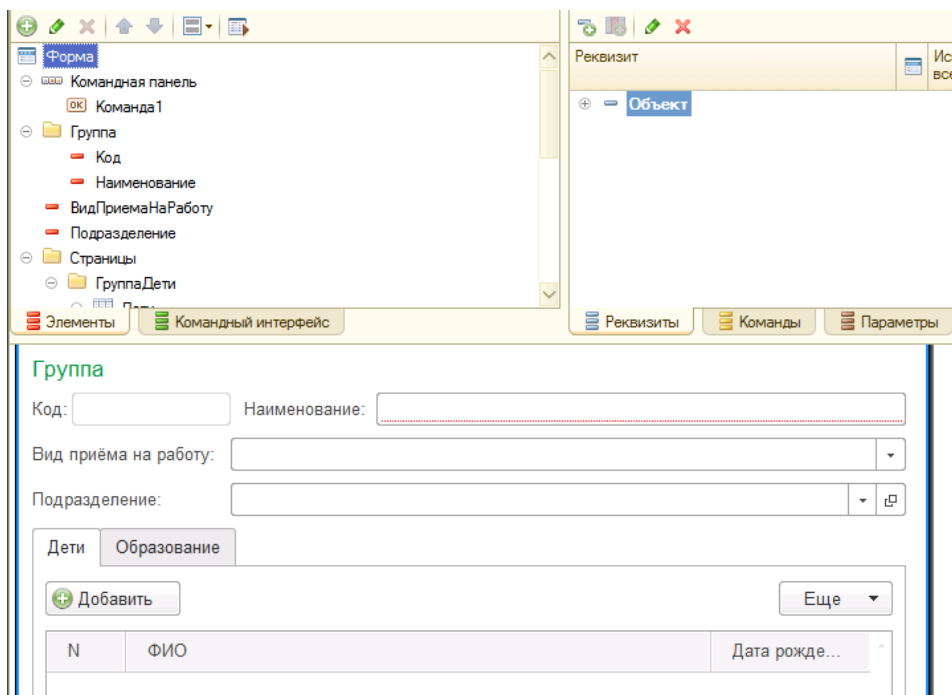 Форма
Командная панель
OK Команда1
Группа
Код
Наименование
ВидПриемаНаРаботу
Подразделение
Страницы
ГруппаДети
Элементы Командный интерфейс
Реквизит
Объект
Реквизиты Команды Параметры
Группа
Код: Наименование:
Вид приёма на работу:
Подразделение:
Дети Образование
Добавить Еще
N ФИО Дата рожде...